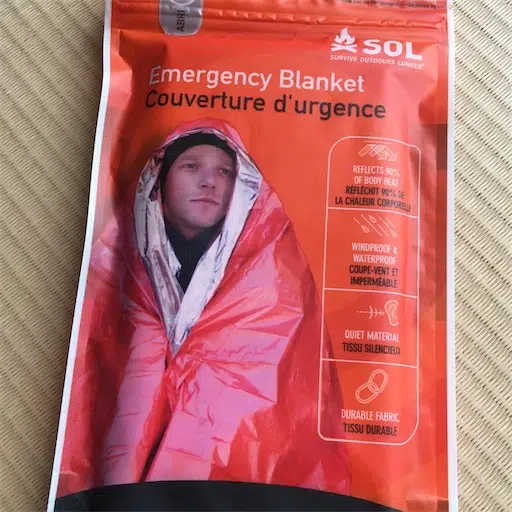 ABRI
SOL
SURVIVE OUTDOORS LONGER®
Emergency Blanket
Couverture d'urgence
REFLECTS 90%
OF BODY HEAT
RÉFLÉCHIT 90 % DE
LA CHALEUR CORPORELLE
WINDPROOF &
WATERPROOF
COUPE-VENT ET
IMPERMÉABLE
QUIET MATERIAL
TISSU SILENCIEUX
DURABLE FABRIC
TISSU DURABLE